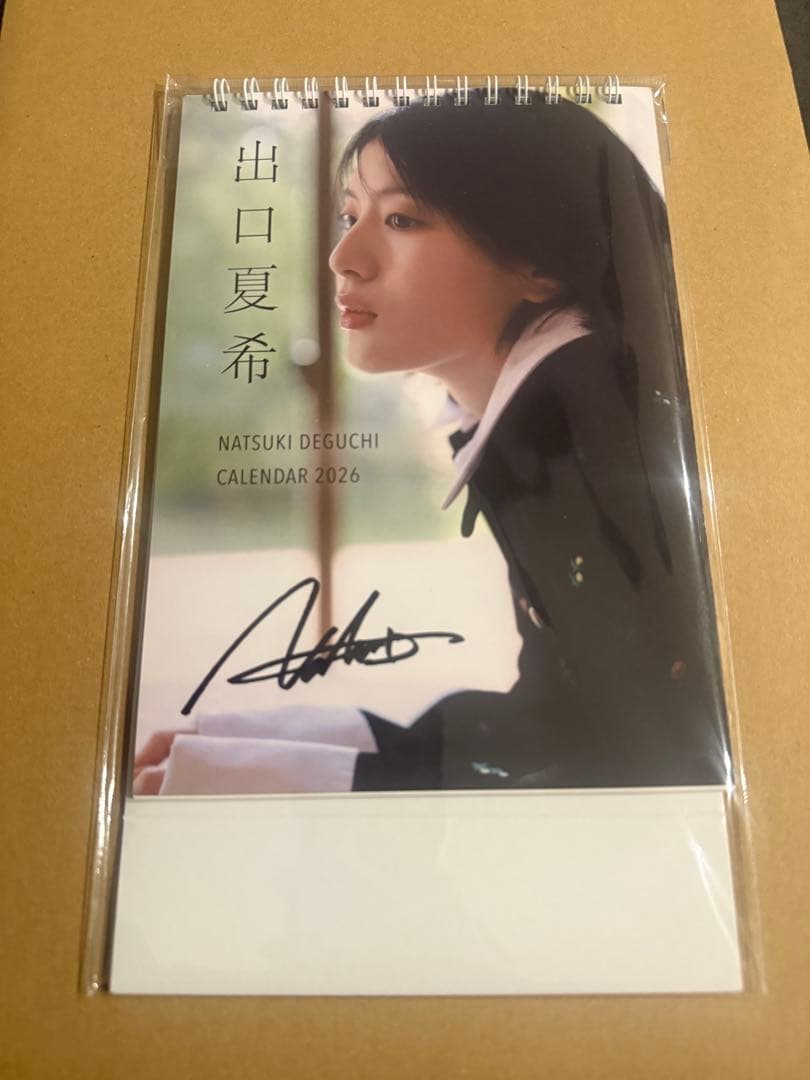 出口夏希
NATSUKI DEGUCHI
CALENDAR 2026